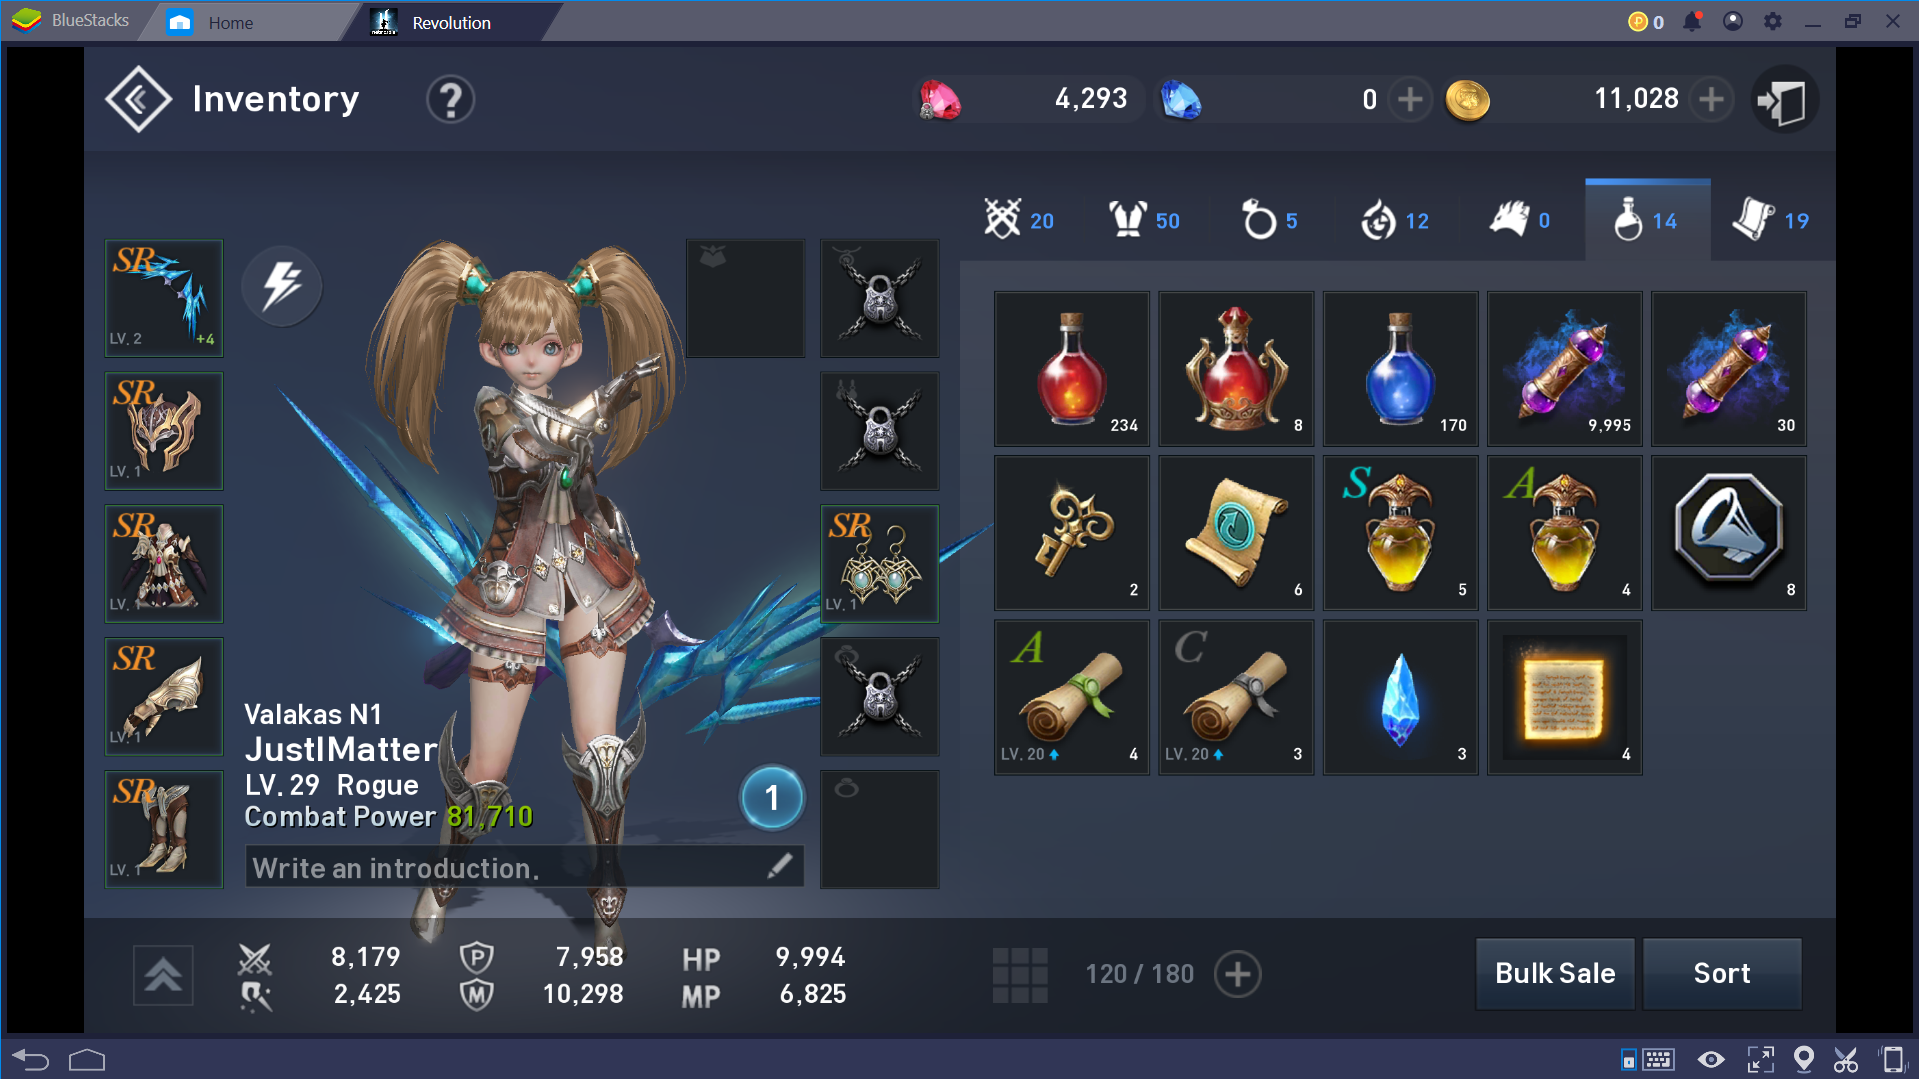 BlueStacks
Home
Revolution
0
Inventory
?
4,293
0
11,028
20
50
5
12
0
14
19
SR
LV. 2
+4
SR
LV. 1
SR
LV. 1
SR
LV. 1
SR
LV. 1
SR
LV. 1
Valakas N1
JustIMatter
LV. 29 Rogue
Combat Power 81,710
1
Write an introduction.
234
8
170
9,995
30
2
6
S
5
A
4
8
A
LV. 20
4
C
LV. 20
3
3
4
8,179
P
7,958
HP
9,994
2,425
M
10,298
MP
6,825
120 / 180
Bulk Sale
Sort